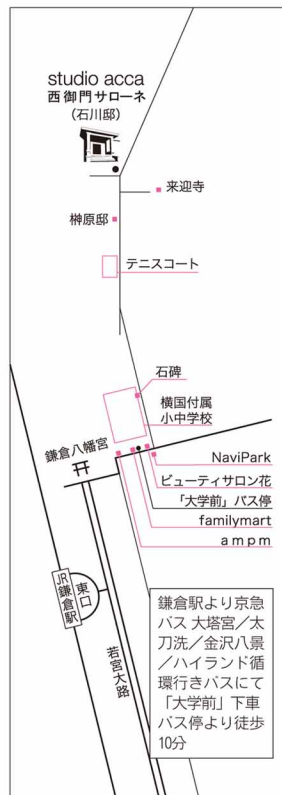 studio acca
西御門サローネ
(石川邸)
来迎寺
榊原邸
テニスコート
石碑
横国付属
小中学校
鎌倉八幡宮
NaviPark
ビューティサロン花
「大学前」バス停
familymart
ampm
JR
鎌倉駅
東口
若宮大路
鎌倉駅より京急
バス 大塔宮／太
刀洗／金沢八景
／ハイランド循
環行きバスにて
「大学前」下車
バス停より徒歩
10分